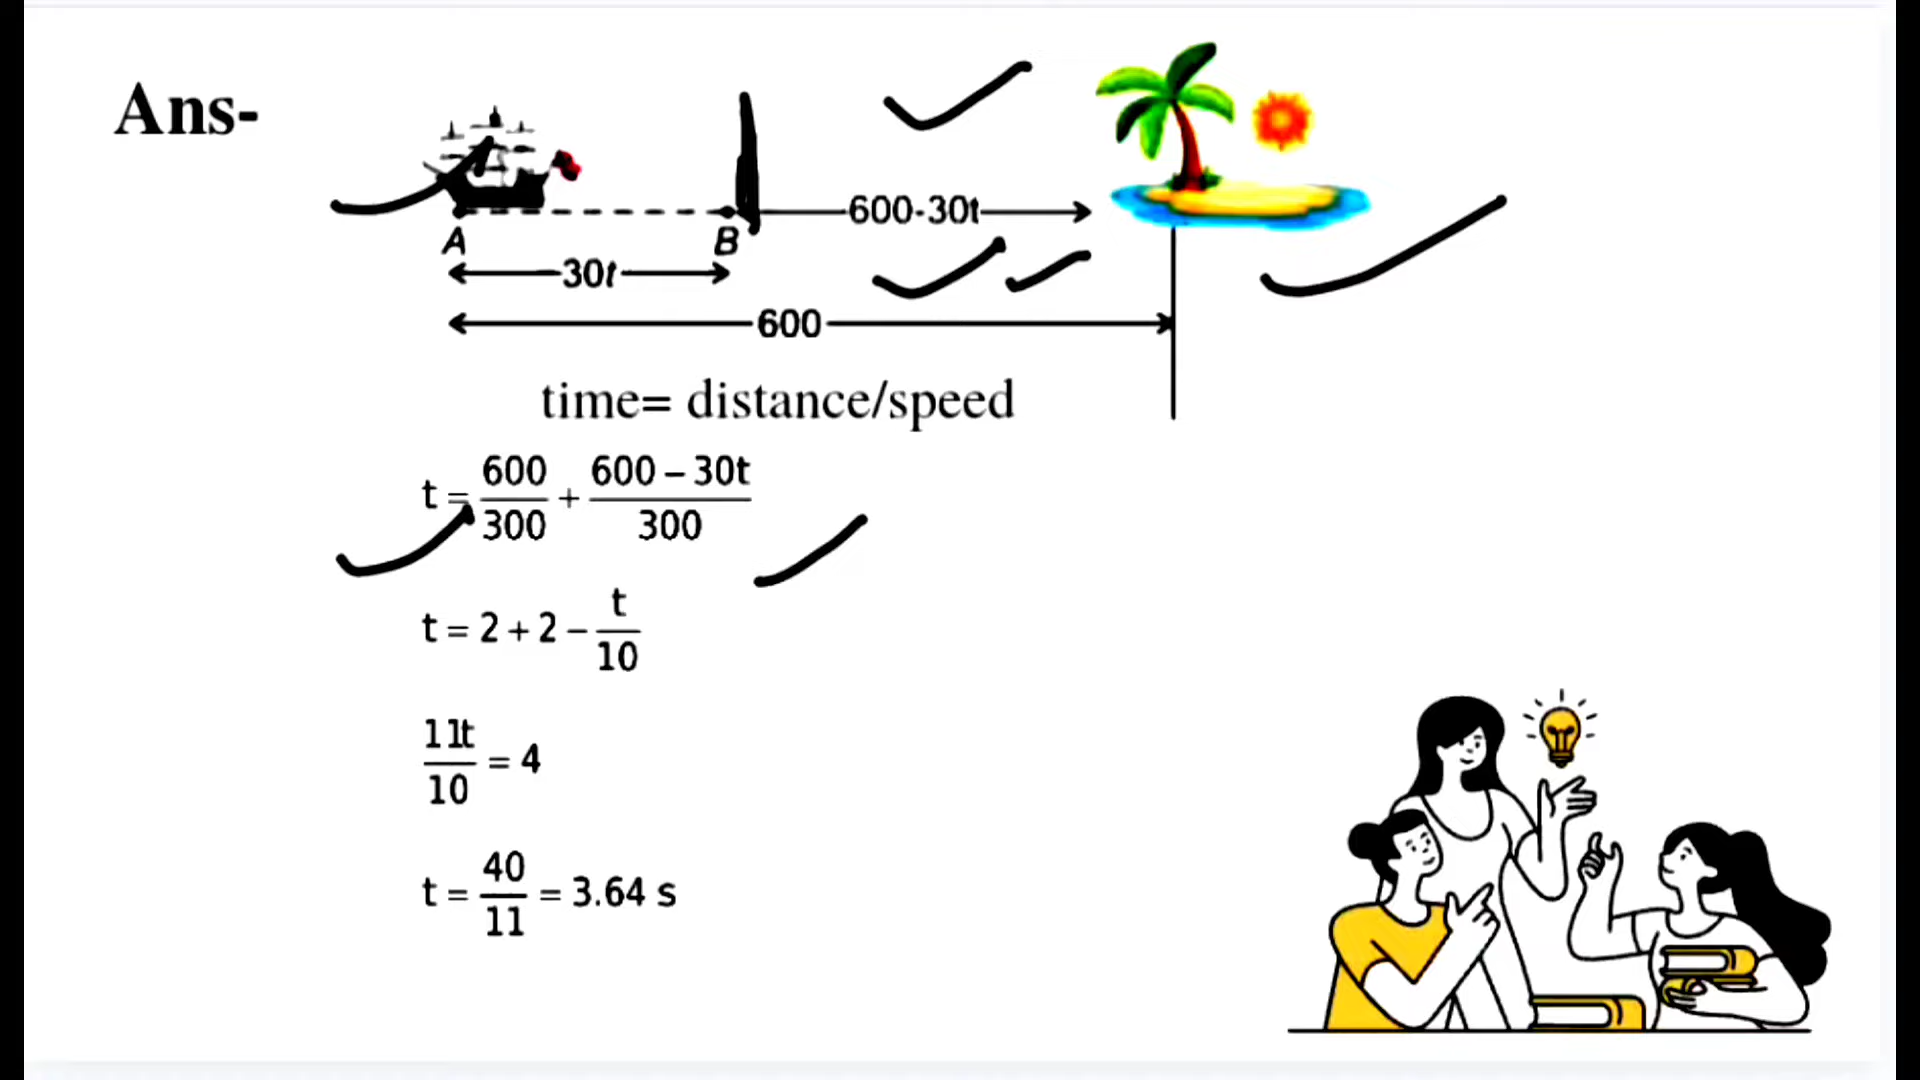 Ans-
600-30t
A B
30t
600
time= distance/speed
t = 600/300 + 600 – 30t/300
t = 2 + 2 – t/10
11t/10 = 4
t = 40/11 = 3.64 s